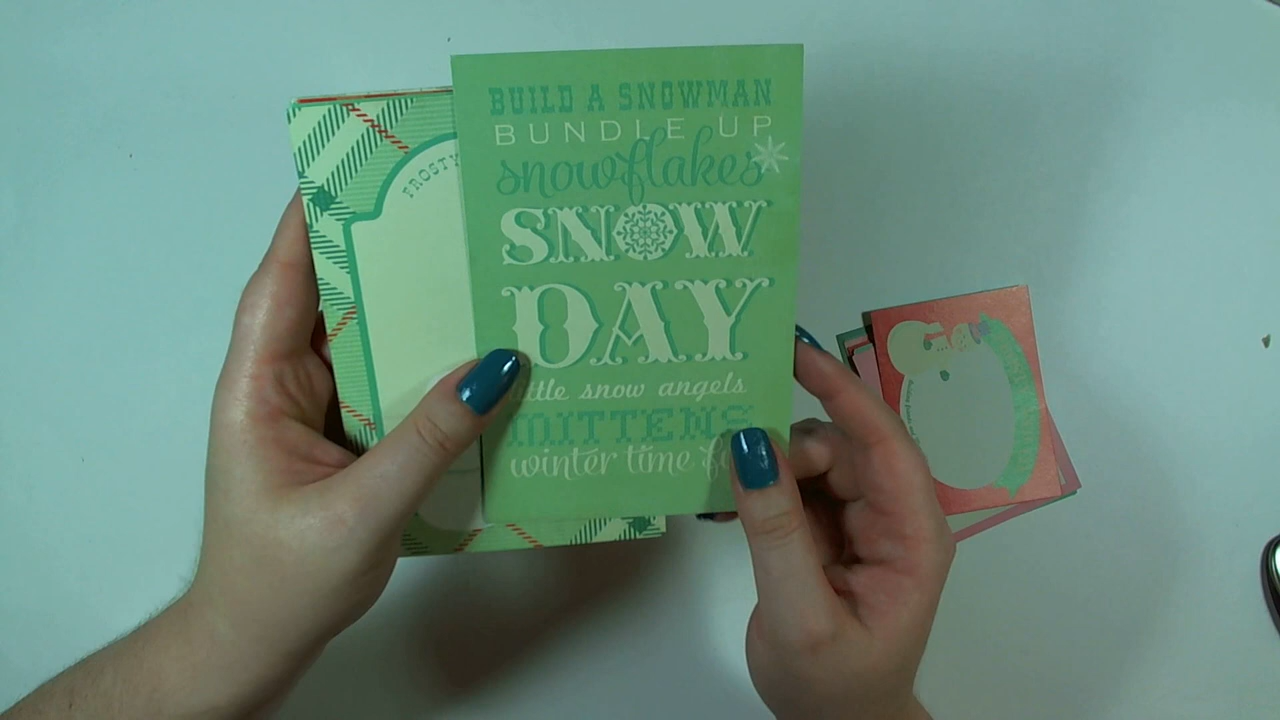 BUILD A SNOWMAN
BUNDLE UP
snowflakes
SNOW
DAY
little snow angels
MITTENS
winter time
FROSTY